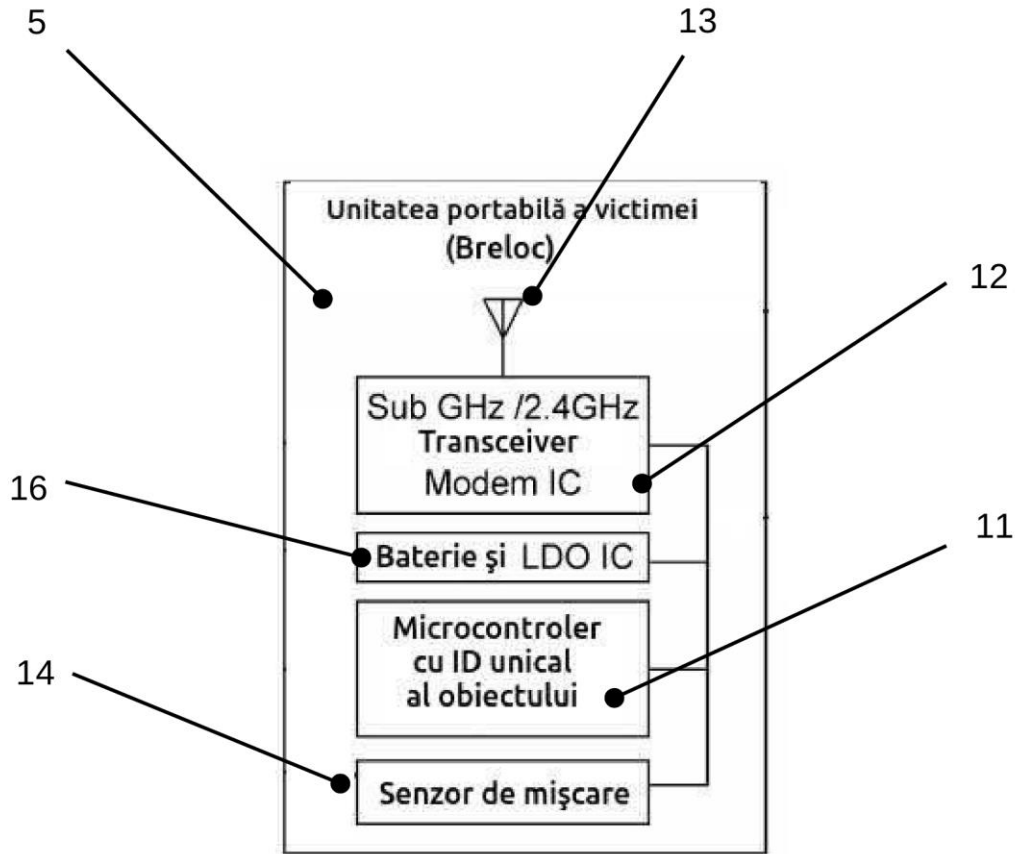 5
13
Unitatea portabilă a victimei
(Breloc)
12
Sub GHz /2.4GHz
Transceiver
Modem IC
16
Baterie şi LDO IC
11
Microcontroler
cu ID unical
al obiectului
14
Senzor de mişcare